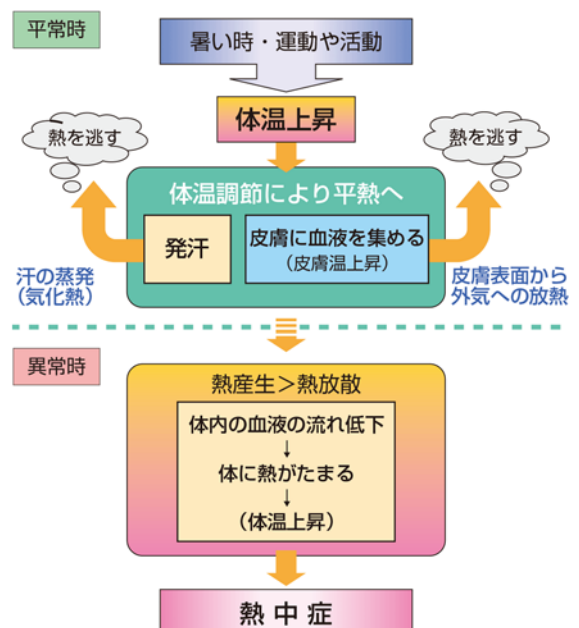 平常時
暑い時・運動や活動
体温上昇
熱を逃す
熱を逃す
体温調節により平熱へ
発汗
皮膚に血液を集める
(皮膚温上昇)
汗の蒸発
(気化熱)
皮膚表面から
外気への放熱
異常時
熱産生>熱放散
体内の血液の流れ低下
↓
体に熱がたまる
↓
(体温上昇)
熱中症